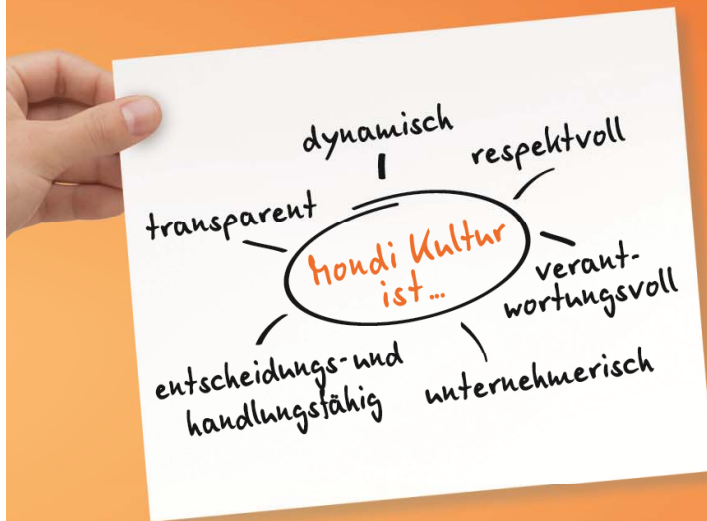 dynamisch
respektvoll
transparent
Mondi Kultur
ist...
verant-
wortungsvoll
entscheidungs- und
handlungsfähig
unternehmerisch